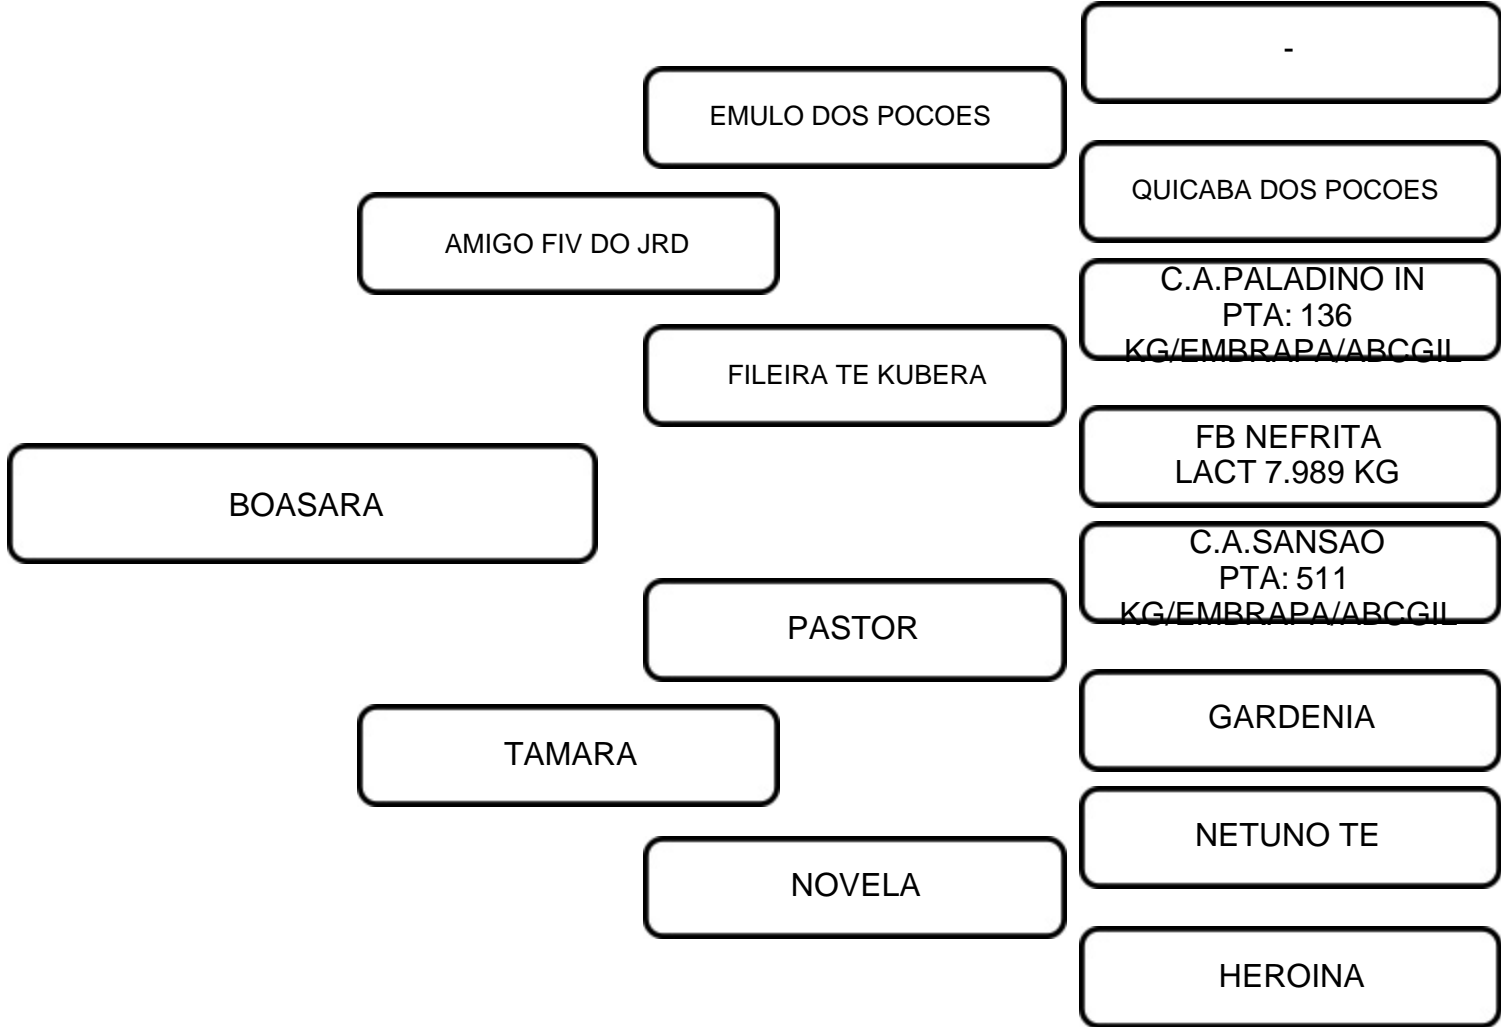 -
EMULO DOS POCOES
QUICABA DOS POCOES
AMIGO FIV DO JRD
C.A.PALADINO IN
PTA: 136
KG/EMBRAPA/ABCGIL
FILEIRA TE KUBERA
FB NEFRITA
LACT 7.989 KG
BOASARA
C.A.SANSAO
PTA: 511
KG/EMBRAPA/ABCGIL
PASTOR
GARDENIA
TAMARA
NETUNO TE
NOVELA
HEROINA